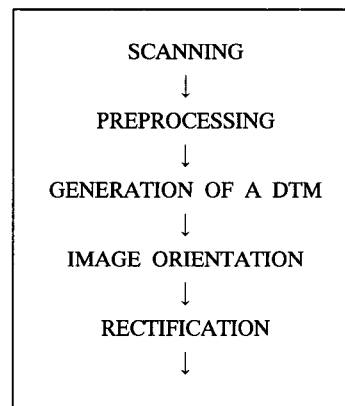 SCANNING
↓
PREPROCESSING
↓
GENERATION OF A DTM
↓
IMAGE ORIENTATION
↓
RECTIFICATION
↓